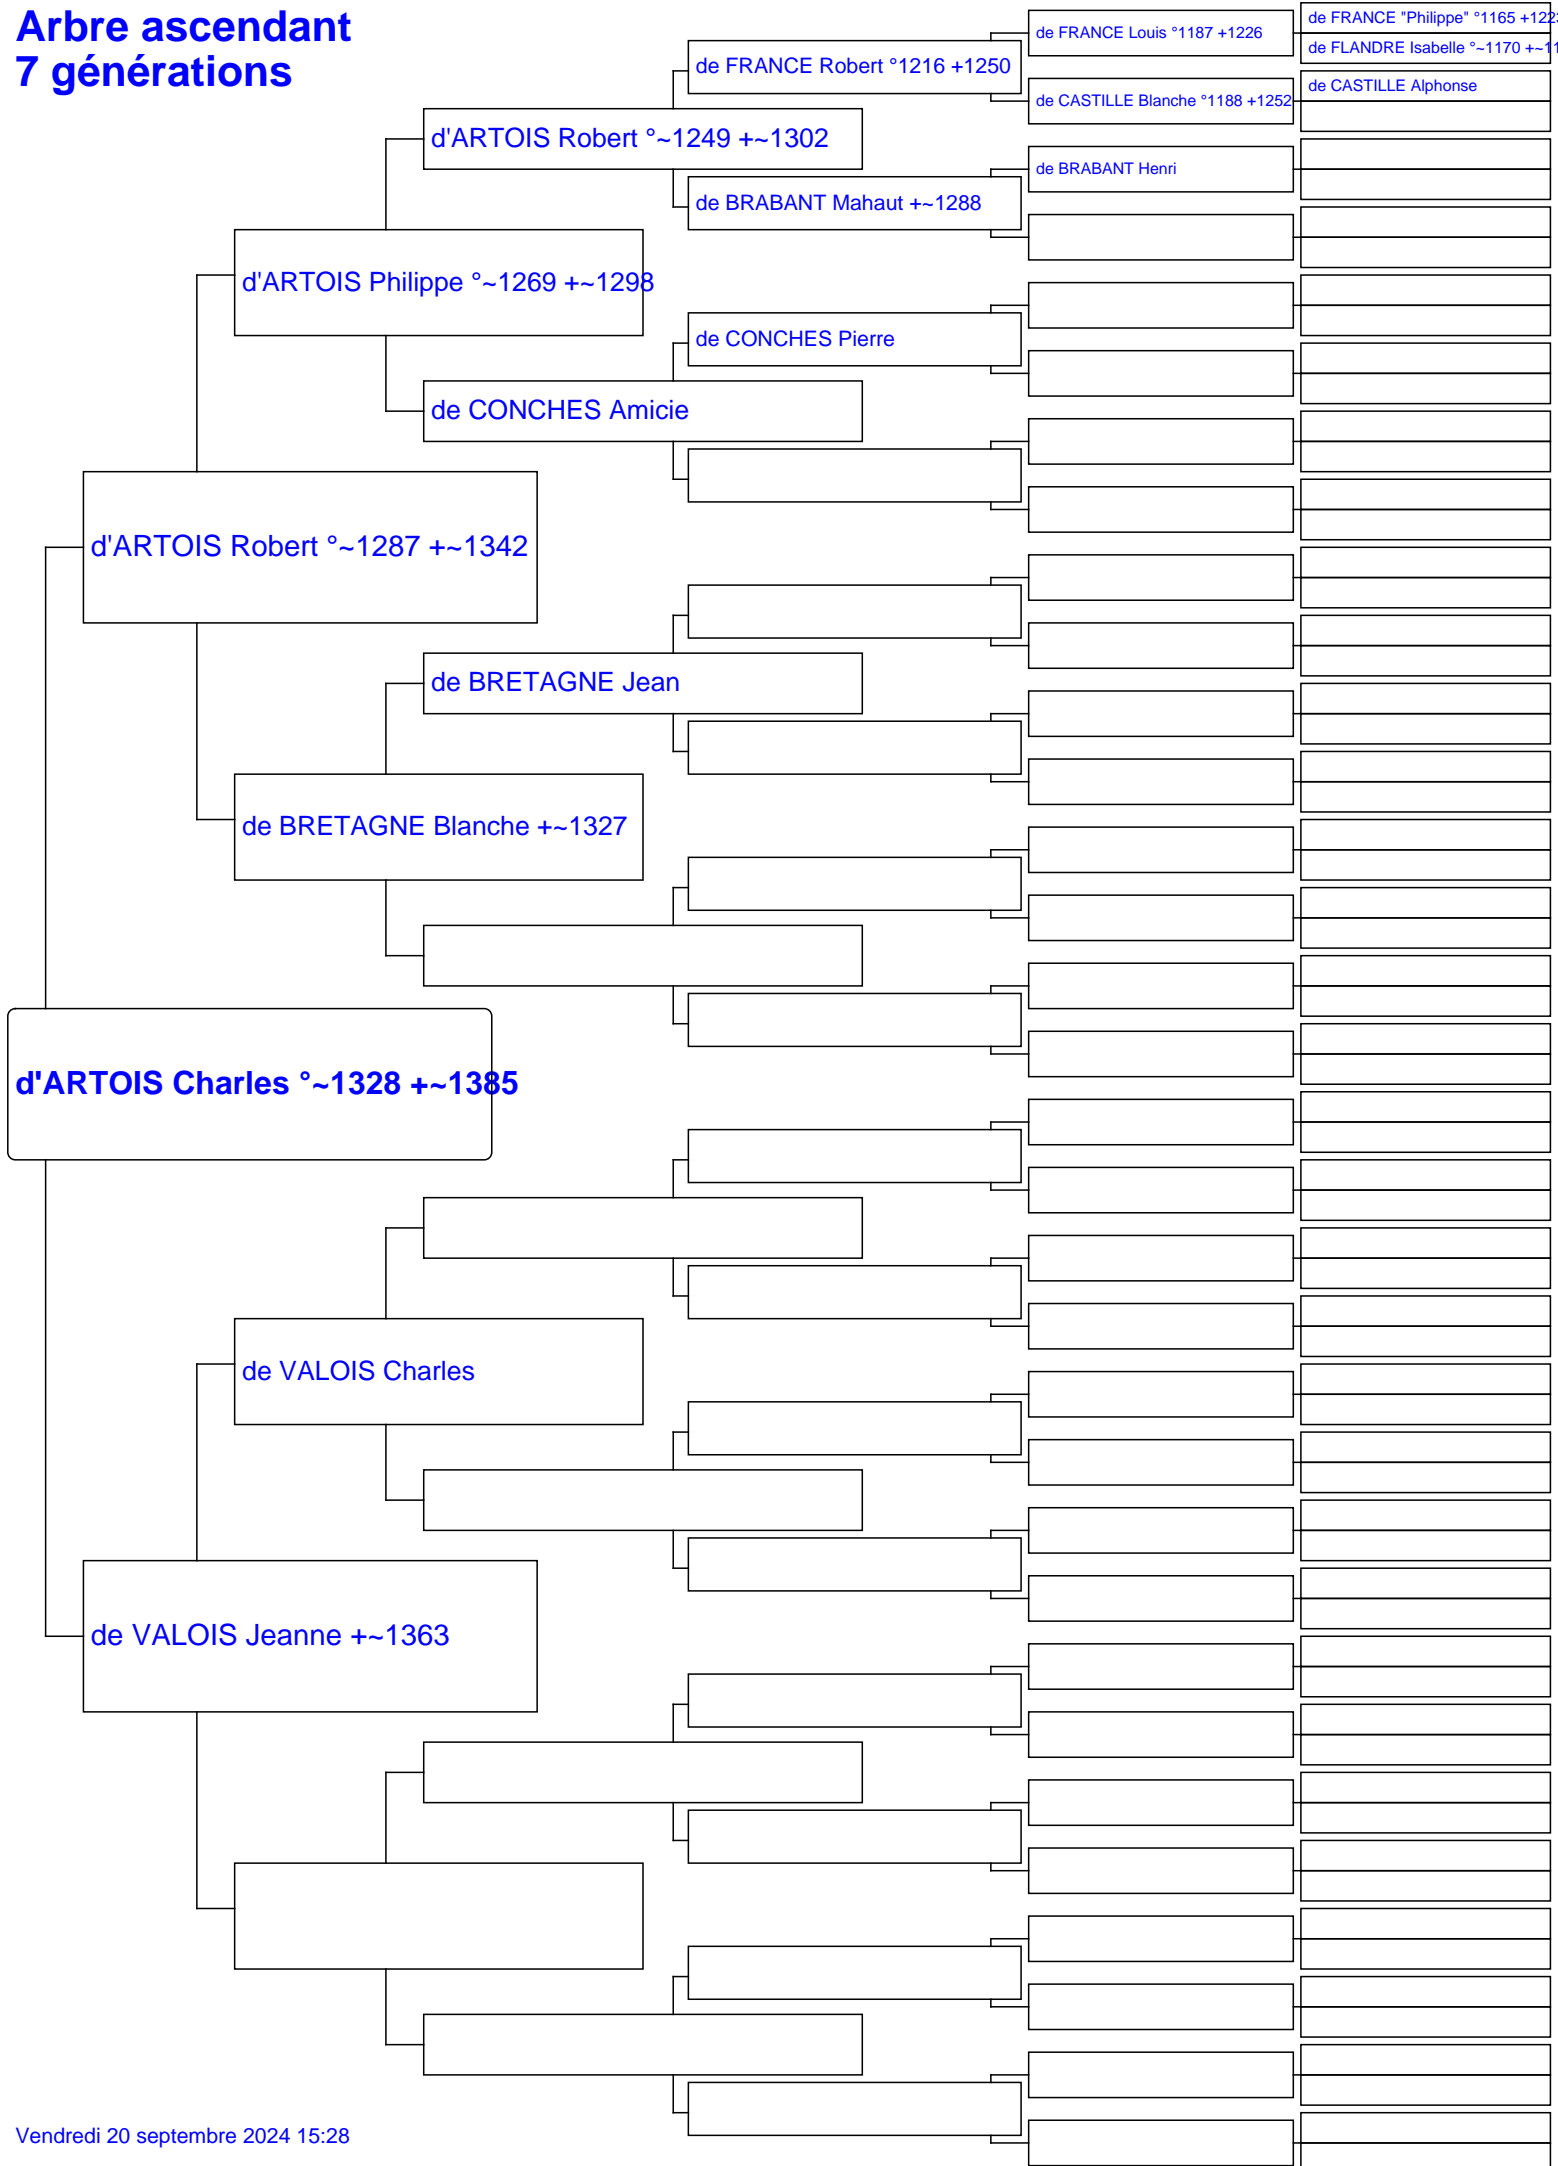 Arbre ascendant
7 générations
de FRANCE "Philippe" °1165 +1223
de FRANCE Louis °1187 +1226
de FLANDRE Isabelle °~1170 +~11
de FRANCE Robert °1216 +1250
de CASTILLE Alphonse
de CASTILLE Blanche °1188 +1252
d'ARTOIS Robert °~1249 +~1302
de BRABANT Henri
de BRABANT Mahaut +~1288
d'ARTOIS Philippe °~1269 +~1298
de CONCHES Pierre
de CONCHES Amicie
d'ARTOIS Robert °~1287 +~1342
de BRETAGNE Jean
de BRETAGNE Blanche +~1327
d'ARTOIS Charles °~1328 +~1385
de VALOIS Charles
de VALOIS Jeanne +~1363
Vendredi 20 septembre 2024 15:28